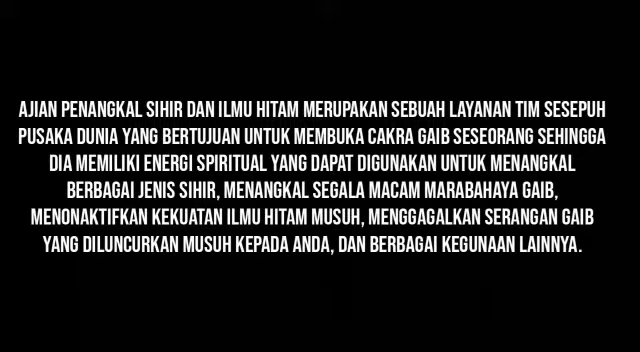 AJIAN PENANGKAL SIHIR DAN ILMU HITAM MERUPAKAN SEBUAH LAYANAN TIM SESEPUH
PUSAKA DUNIA YANG BERTUJUAN UNTUK MEMBUKA CAKRA GAIB SESEORANG SEHINGGA
DIA MEMILIKI ENERGI SPIRITUAL YANG DAPAT DIGUNAKAN UNTUK MENANGKAL
BERBAGAI JENIS SIHIR, MENANGKAL SEGALA MACAM MARABAHAYA GAIB,
MENONAKTIFKAN KEKUATAN ILMU HITAM MUSUH, MENGGAGALKAN SERANGAN GAIB
YANG DILUNCURKAN MUSUH KEPADA ANDA, DAN BERBAGAI KEGUNAAN LAINNYA.